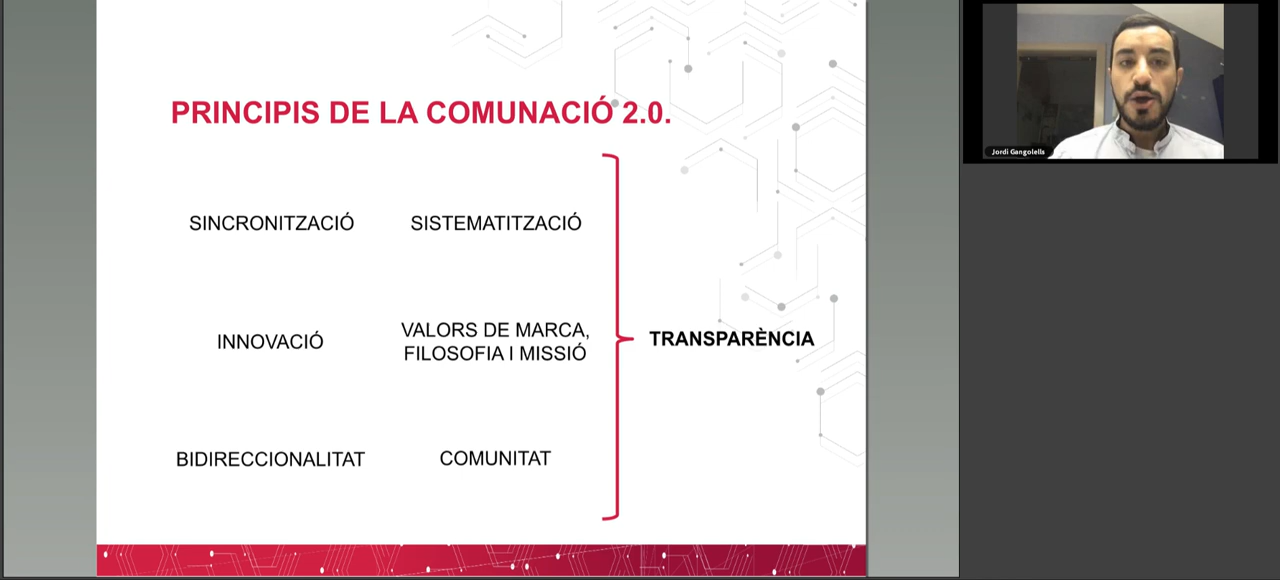 PRINCIPIS DE LA COMUNACIÓ 2.0.
SINCRONITZACIÓ
SISTEMATITZACIÓ
INNOVACIÓ
VALORS DE MARCA,
FILOSOFIA I MISSIÓ
TRANSPARÈNCIA
BIDIRECCIONALITAT
COMUNITAT
Jordi Gangolells